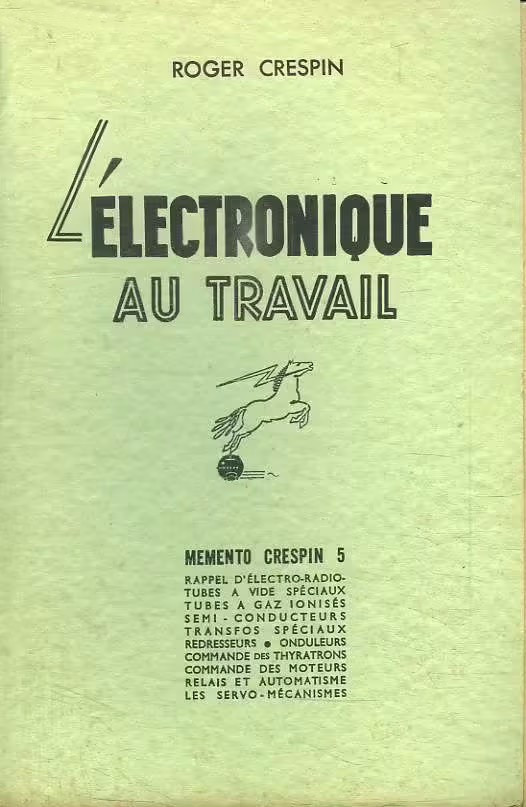 ROGER CRESPIN
L'ÉLECTRONIQUE
AU TRAVAIL
MEMENTO CRESPIN 5
RAPPEL D'ÉLECTRO-RADIO-
TUBES A VIDE SPÉCIAUX
TUBES A GAZ IONISÉS
SEMI - CONDUCTEURS
TRANSFOS SPÉCIAUX
REDRESSEURS • ONDULEURS
COMMANDE DES THYRATRONS
COMMANDE DES MOTEURS
RELAIS ET AUTOMATISME
LES SERVO-MÉCANISMES